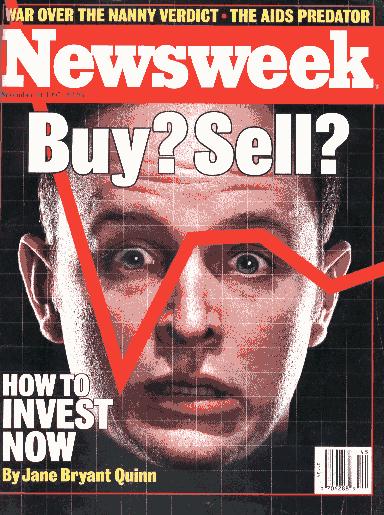 WAR OVER THE NANNY VERDICT • THE AIDS PREDATOR
Newsweek
Buy? Sell?
HOW TO
INVEST
NOW
By Jane Bryant Quinn